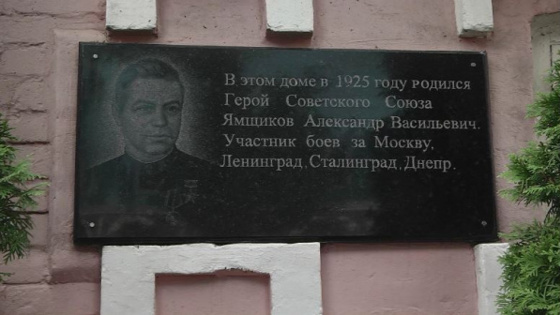 В этом доме в 1925 году родился
Герой Советского Союза
Ямщиков Александр Васильевич.
Участник боев за Москву,
Ленинград, Сталинград, Днепр.